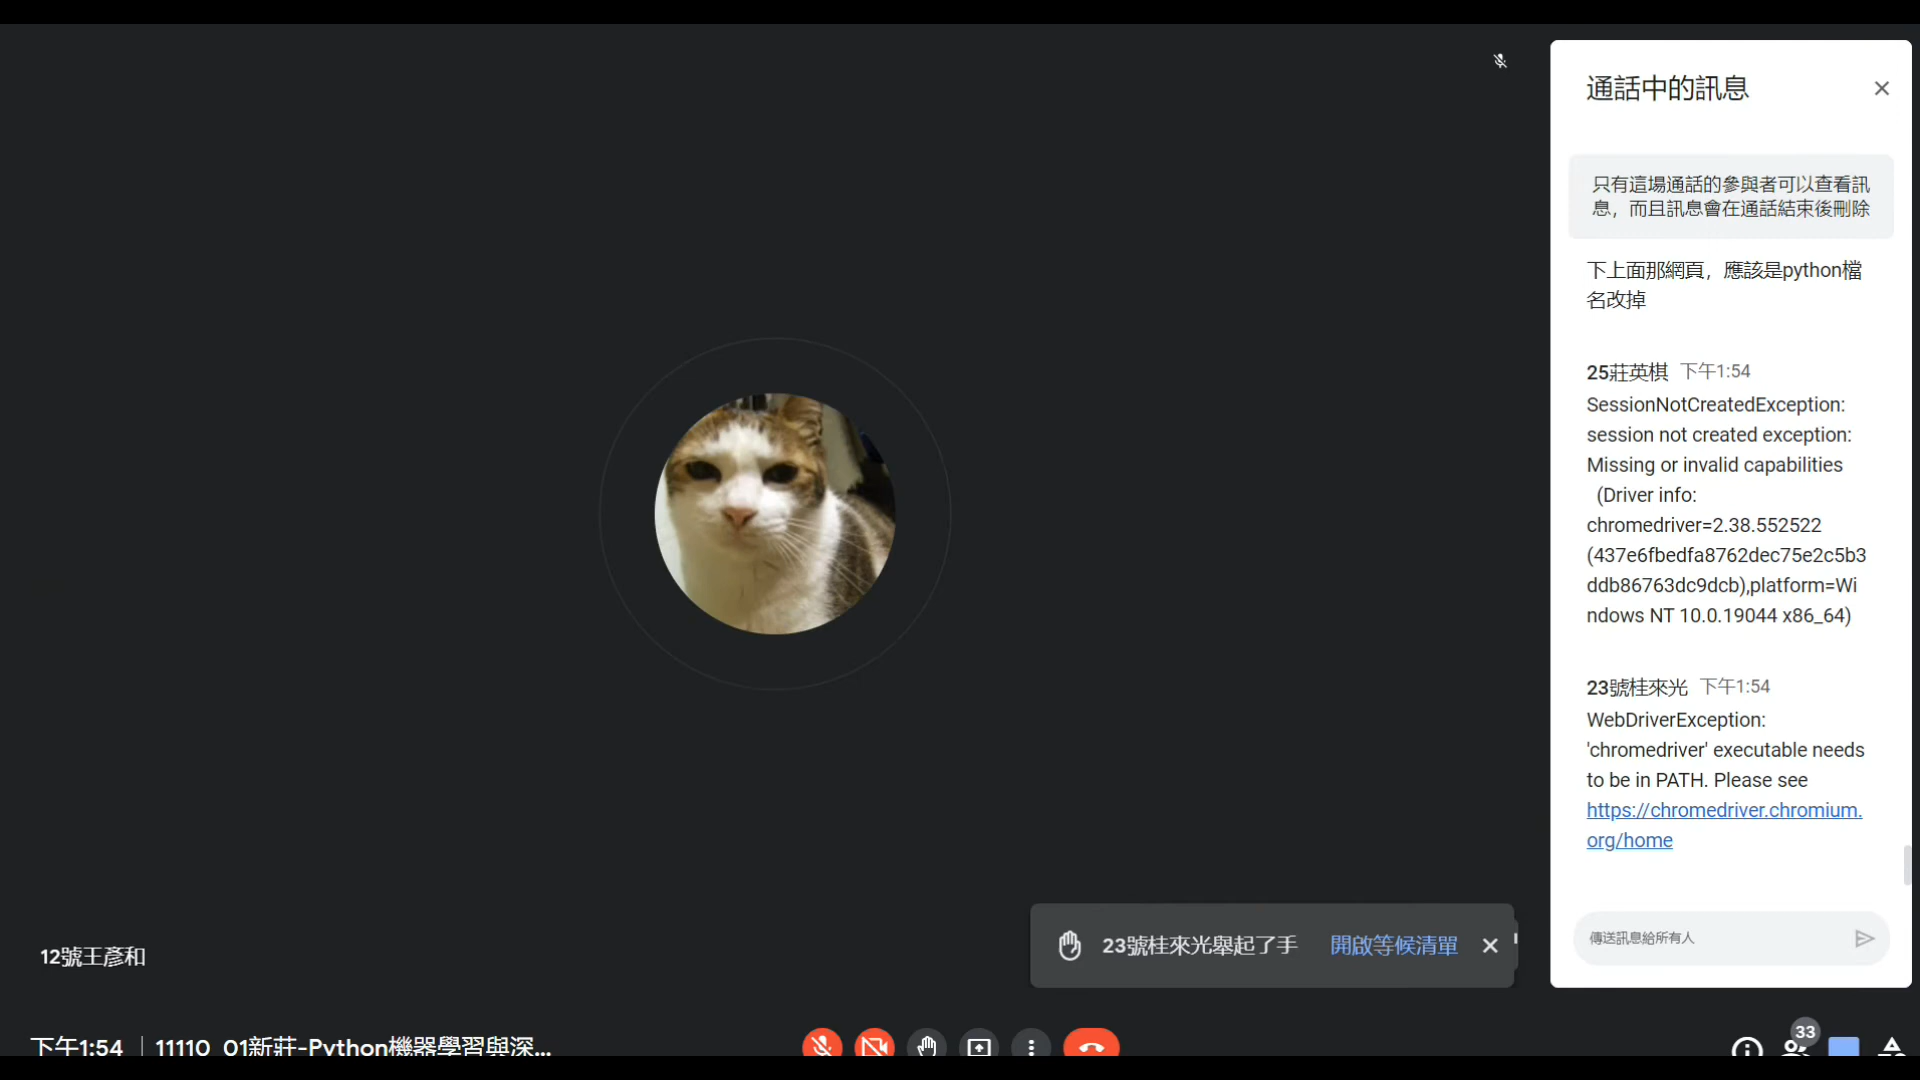 通話中的訊息
只有這場通話的參與者可以查看訊
息，而且訊息會在通話結束後刪除
下上面那網頁，應該是python檔
名改掉
25莊英棋 下午1:54
SessionNotCreatedException:
session not created exception:
Missing or invalid capabilities
(Driver info:
chromedriver=2.38.552522
(437e6fbedfa8762dec75e2c5b3
ddb86763dc9dcb),platform=Wi
ndows NT 10.0.19044 x86_64)
23號桂來光 下午1:54
WebDriverException:
'chromedriver' executable needs
to be in PATH. Please see
https://chromedriver.chromium.
org/home
傳送訊息給所有人
23號桂來光舉起了手 開啟等候清單
12號王彥和
下午1:54 | 11110_01新莊-Python機器學習與深...
33